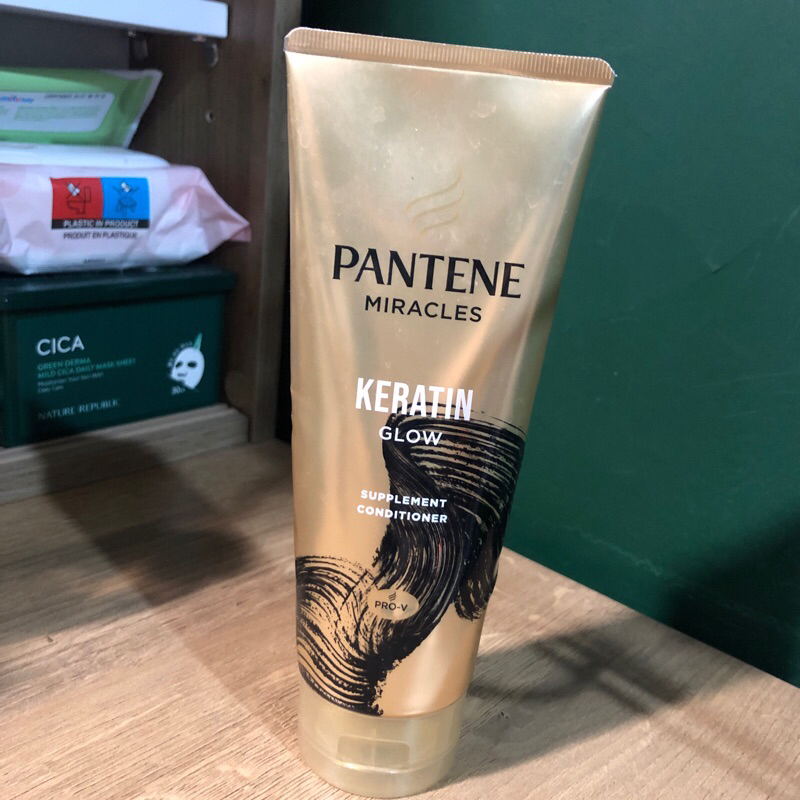 PANTENE
MIRACLES
KERATIN
GLOW
SUPPLEMENT
CONDITIONER
PRO-V
PLASTIC IN PRODUCT
PRODUIT EN PLASTIQUE
CICA
GREEN DERMA
MILD CICA DAILY MASK SHEET
NATURE REPUBLIC